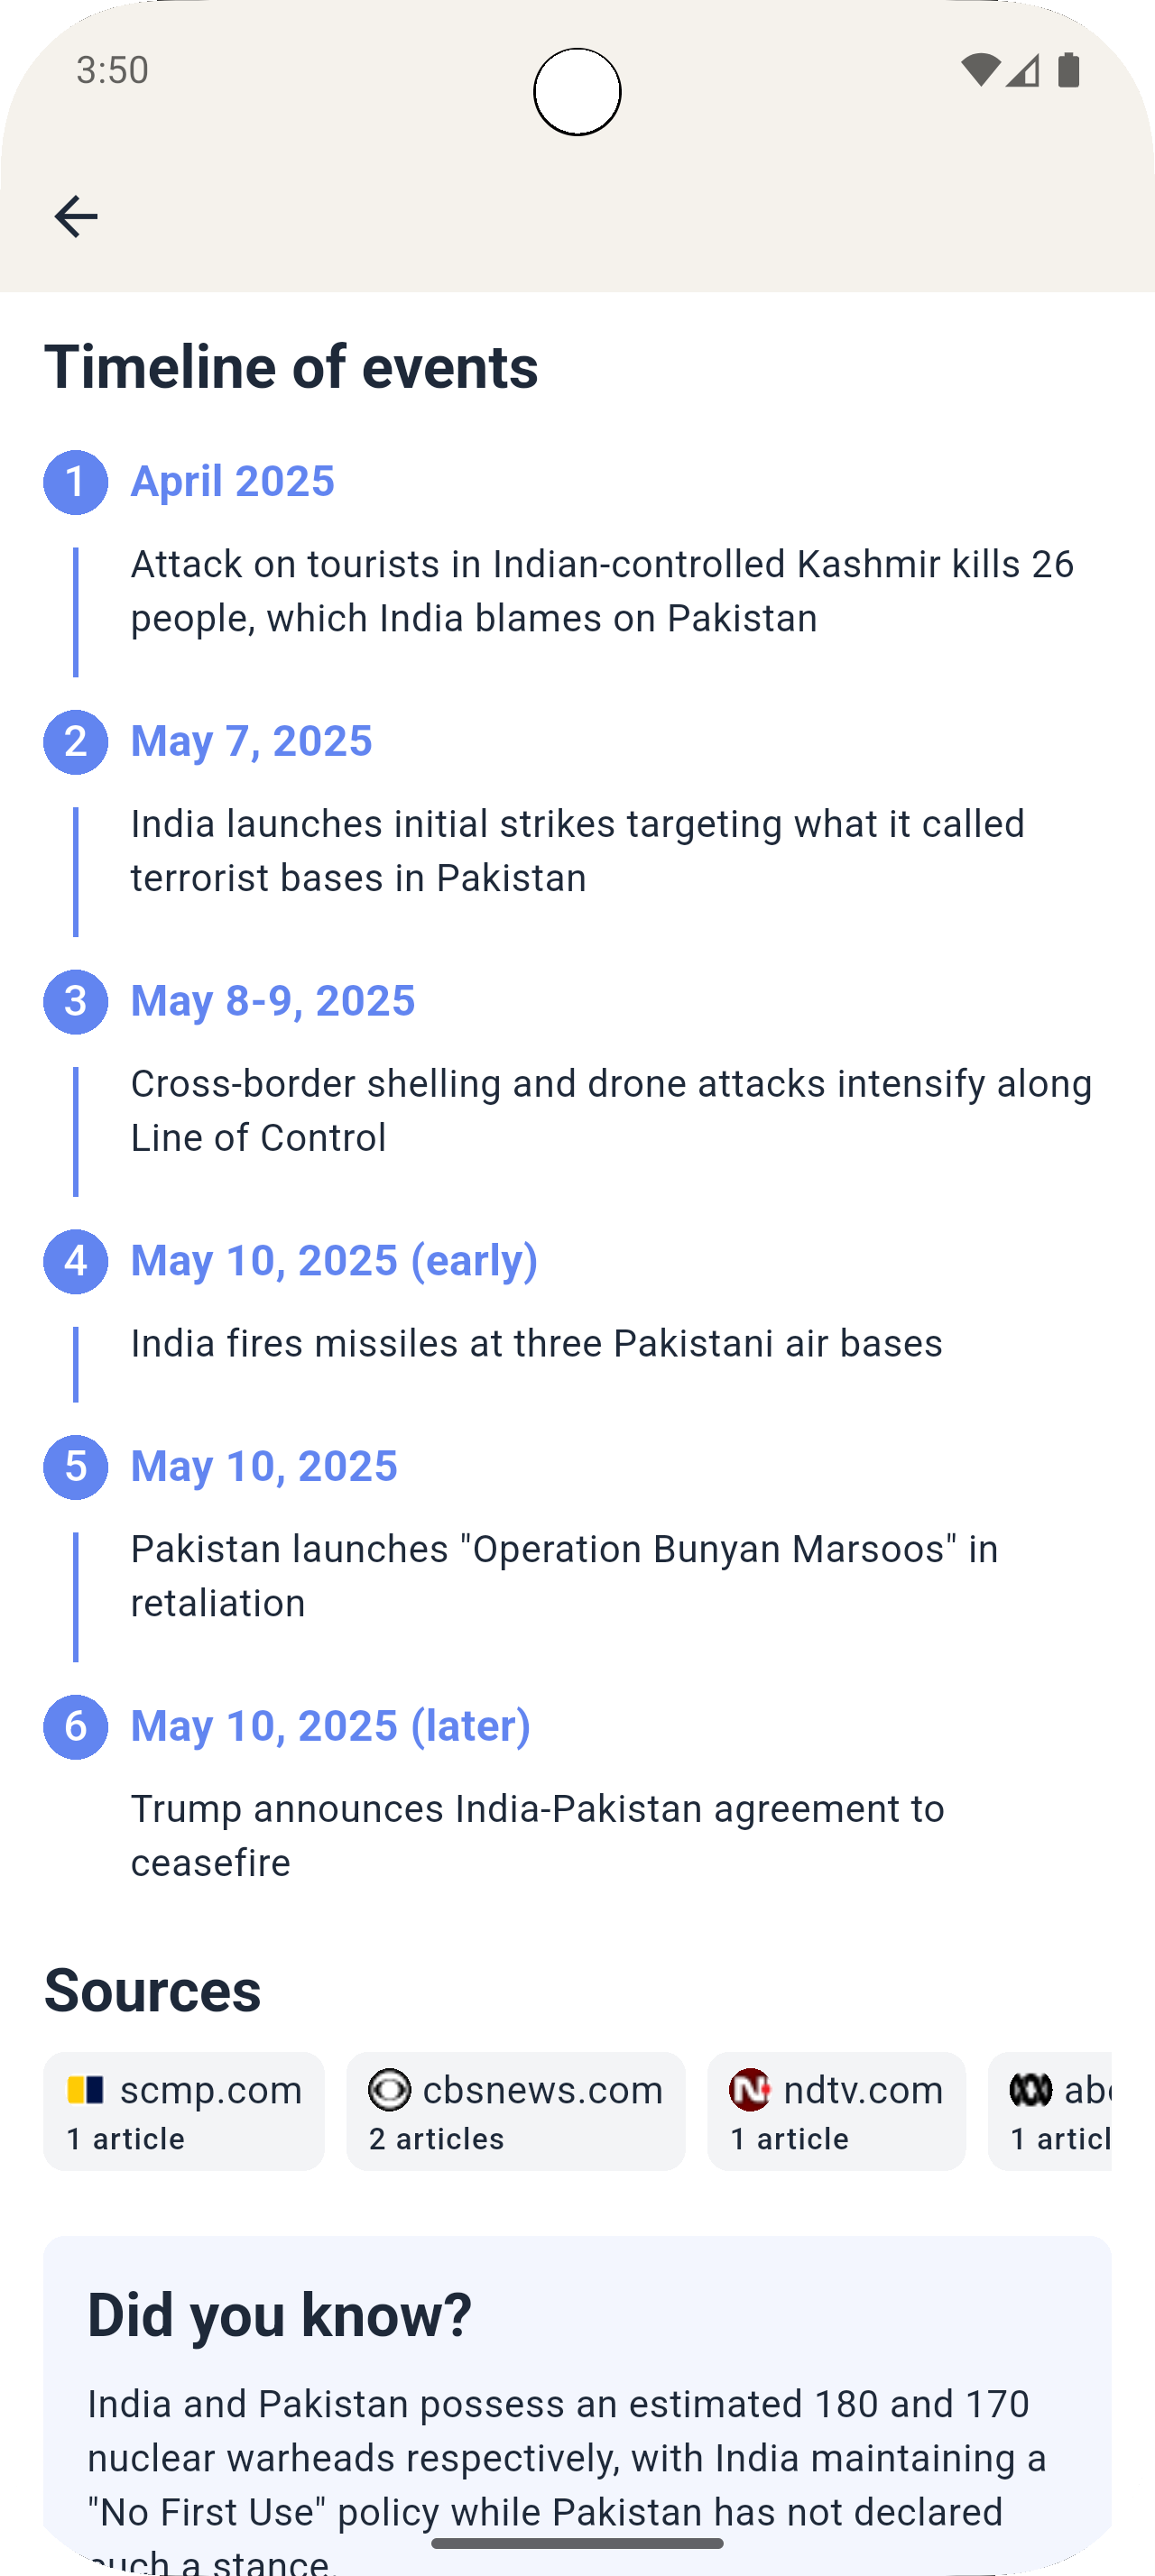 3:50
Timeline of events
1 April 2025
Attack on tourists in Indian-controlled Kashmir kills 26
people, which India blames on Pakistan
2 May 7, 2025
India launches initial strikes targeting what it called
terrorist bases in Pakistan
3 May 8-9, 2025
Cross-border shelling and drone attacks intensify along
Line of Control
4 May 10, 2025 (early)
India fires missiles at three Pakistani air bases
5 May 10, 2025
Pakistan launches "Operation Bunyan Marsoos" in
retaliation
6 May 10, 2025 (later)
Trump announces India-Pakistan agreement to
ceasefire
Sources
scmp.com cbsnews.com ndtv.com
1 article 2 articles 1 article 1
Did you know?
India and Pakistan possess an estimated 180 and 170
nuclear warheads respectively, with India maintaining a
"No First Use" policy while Pakistan has not declared
such a stance.